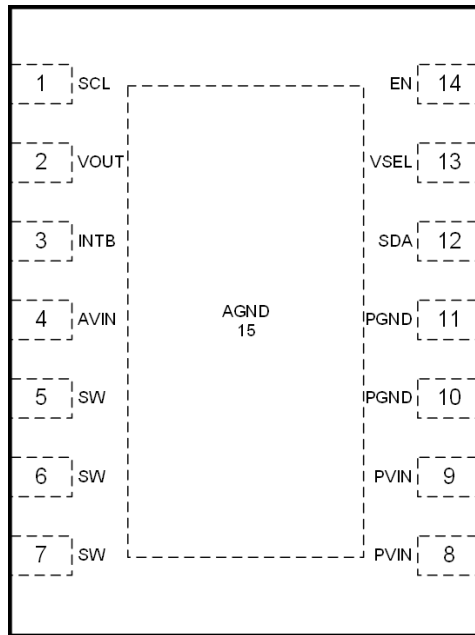 1 SCL
2 VOUT
3 INTB
4 AVIN
5 SW
6 SW
7 SW
AGND
15
EN 14
VSEL 13
SDA 12
PGND 11
PGND 10
PVIN 9
PVIN 8